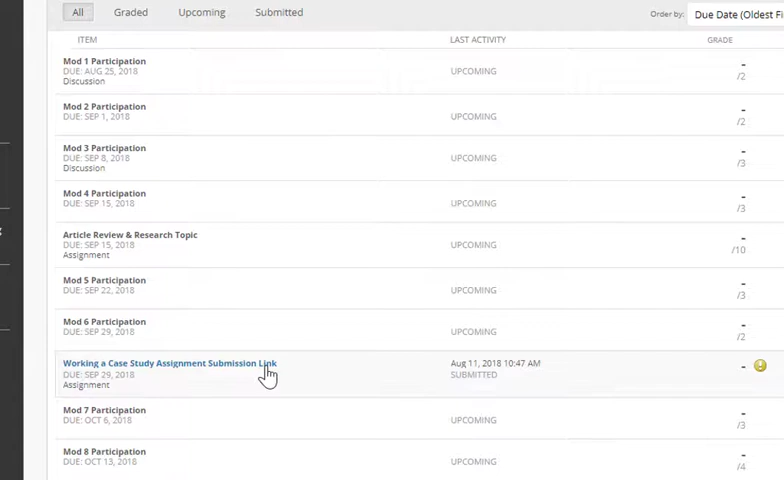 All Graded Upcoming Submitted Order by: Due Date (Oldest Fi
ITEM LAST ACTIVITY GRADE
Mod 1 Participation -
DUE: AUG 25, 2018 UPCOMING /2
Discussion
Mod 2 Participation -
DUE: SEP 1, 2018 UPCOMING /2
Mod 3 Participation -
DUE: SEP 8, 2018 UPCOMING /3
Discussion
Mod 4 Participation -
DUE: SEP 15, 2018 UPCOMING /3
Article Review & Research Topic -
DUE: SEP 15, 2018 UPCOMING /10
Assignment
Mod 5 Participation -
DUE: SEP 22, 2018 UPCOMING /3
Mod 6 Participation -
DUE: SEP 29, 2018 UPCOMING /2
Working a Case Study Assignment Submission Link Aug 11, 2018 10:47 AM -
DUE: SEP 29, 2018 SUBMITTED
Assignment
Mod 7 Participation -
DUE: OCT 6, 2018 UPCOMING /3
Mod 8 Participation -
DUE: OCT 13, 2018 UPCOMING /4